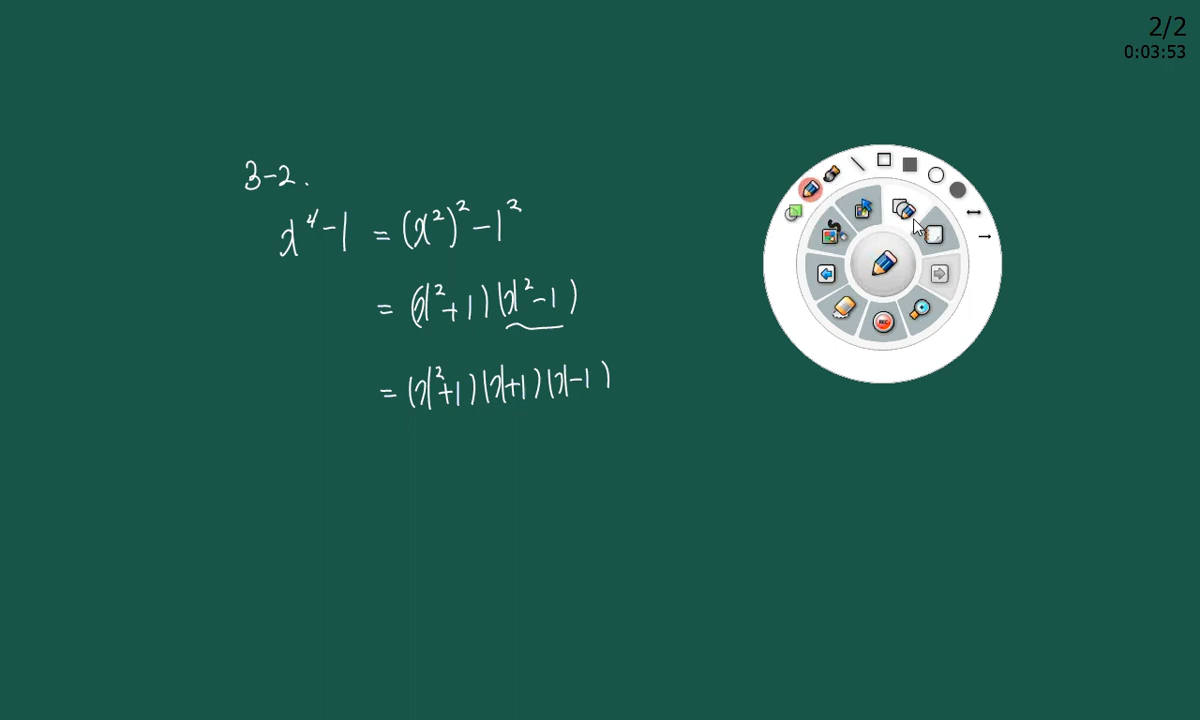 2/2
0:03:53
3-2.
x⁴-1 = (x²)²-1²
= (x²+1)(x²-1)
= (x²+1)(x+1)(x-1)
REC